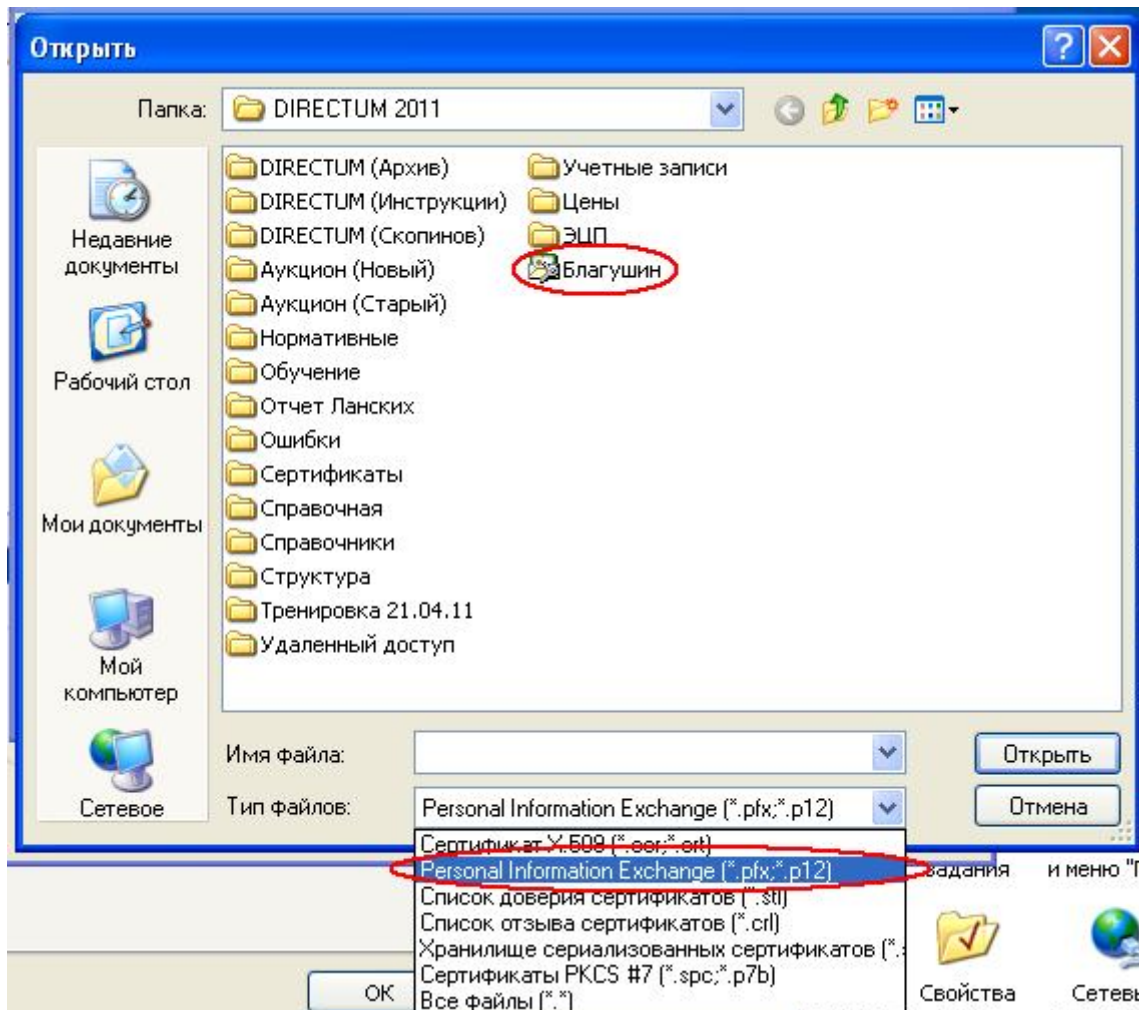 Открыть
Папка:
DIRECTUM 2011
Недавние
документы
Рабочий стол
Мои документы
Мой
компьютер
Сетевое
DIRECTUM (Архив)
DIRECTUM (Инструкции)
DIRECTUM (Скопинов)
Аукцион (Новый)
Аукцион (Старый)
Нормативные
Обучение
Отчет Ланских
Ошибки
Сертификаты
Справочная
Справочники
Структура
Тренировка 21.04.11
Удаленный доступ
Учетные записи
Цены
ЭЦП
Благушин
Имя файла:
Открыть
Тип файлов:
Personal Information Exchange (*.pfx;*.p12)
Отмена
Сертификат X.509 (*.cer;*.crt)
Personal Information Exchange (*.pfx;*.p12)
Список доверия сертификатов (*.stl)
Список отзыва сертификатов (*.crl)
Хранилище сериализованных сертификатов (*.s
Сертификаты PKCS #7 (*.spc;*.p7b)
Все файлы (*.*)
задания
и меню "П
ОК
Свойства
Сетевы